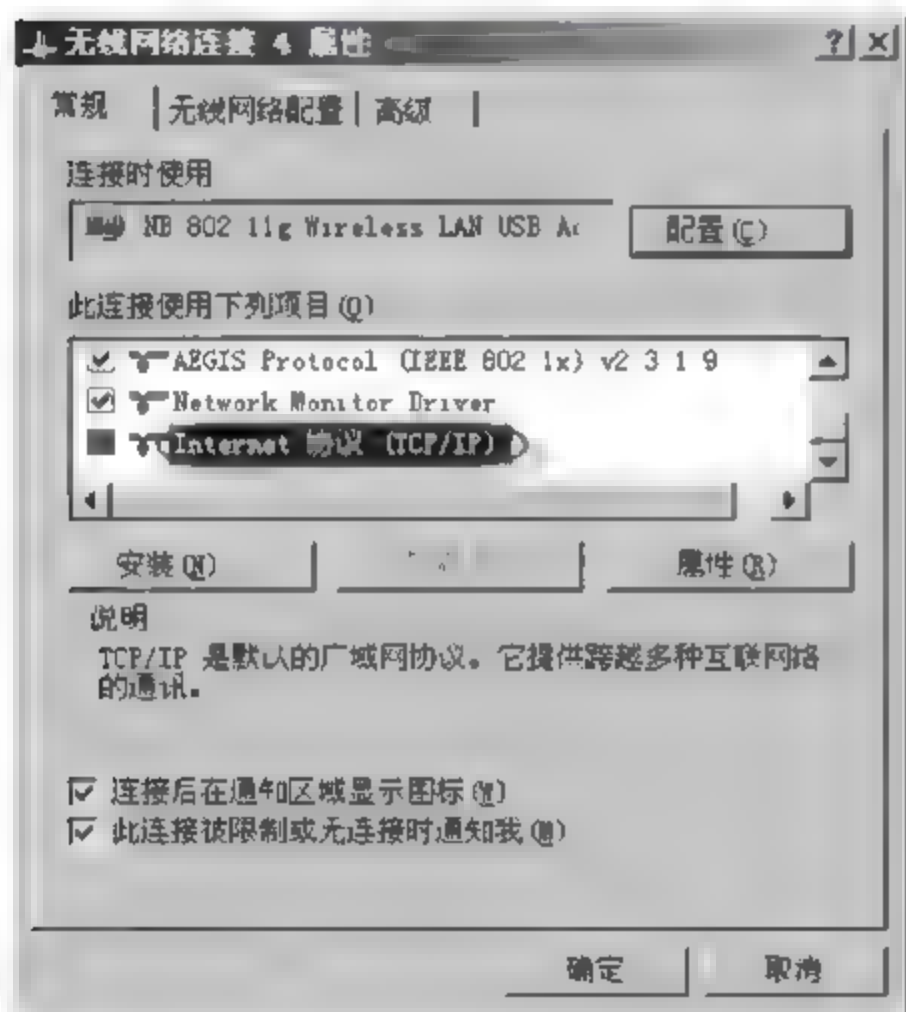 无线网络连接 4 属性
常规 无线网络配置 高级
连接时使用
NB 802 11g Wireless LAN USB A
配置(C)
此连接使用下列项目(O)
AEGIS Protocol (IEEE 802 1x) v2 3 1 9
Network Monitor Driver
Internet 协议 (TCP/IP)
安装(N)
属性(R)
说明
TCP/IP 是默认的广域网协议。它提供跨越多种互联网络
的通讯。
连接后在通知区域显示图标(W)
此连接被限制或无连接时通知我(M)
确定 取消